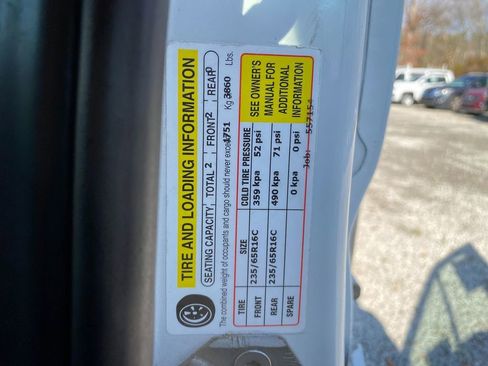 TIRE AND LOADING INFORMATION
SEATING CAPACITY TOTAL 2 FRONT 2 REAR 0
The combined weight of occupants and cargo should never exceed 1751 Kg 3860 Lbs.
TIRE SIZE COLD TIRE PRESSURE
FRONT 235/65R16C 359 kpa 52 psi
REAR 235/65R16C 490 kpa 71 psi
SPARE 0 kpa 0 psi
SEE OWNER'S
MANUAL FOR
ADDITIONAL
INFORMATION
Job: 557154